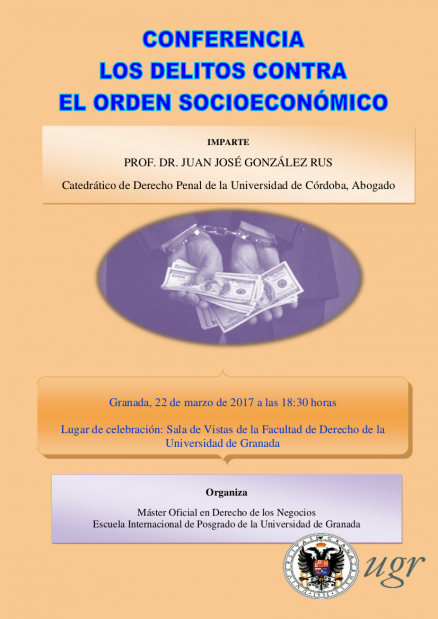 CONFERENCIA
LOS DELITOS CONTRA
EL ORDEN SOCIOECONÓMICO
IMPARTE
PROF. DR. JUAN JOSÉ GONZÁLEZ RUS
Catedrático de Derecho Penal de la Universidad de Córdoba, Abogado
Granada, 22 de marzo de 2017 a las 18:30 horas
Lugar de celebración: Sala de Vistas de la Facultad de Derecho de la
Universidad de Granada
Organiza
Máster Oficial en Derecho de los Negocios
Escuela Internacional de Posgrado de la Universidad de Granada
ugr